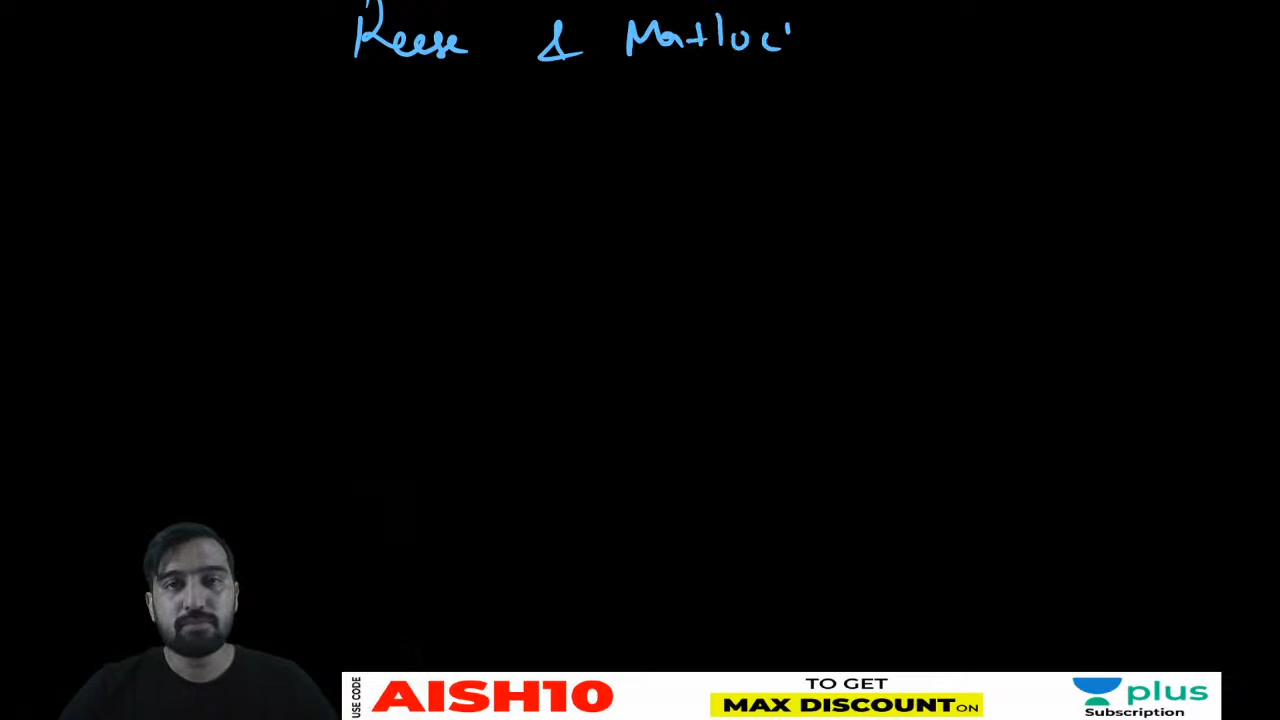 Reese & Matloc
USE CODE
AISH10
TO GET
MAX DISCOUNT ON
plus
Subscription